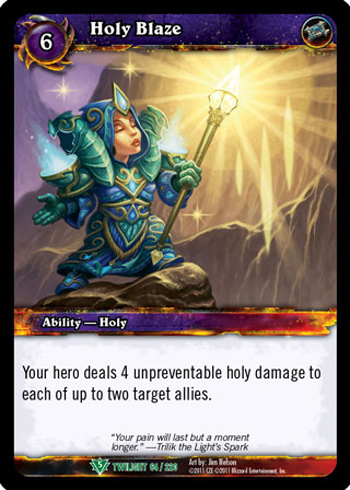 6
Holy Blaze
Ability — Holy
Your hero deals 4 unpreventable holy damage to
each of up to two target allies.
"Your pain will last but a moment
longer." —Trilik the Light's Spark
TWILIGHT 64 / 220
Art by: Jim Nelson
©2011 CZE ©2011 Blizzard Entertainment, Inc.